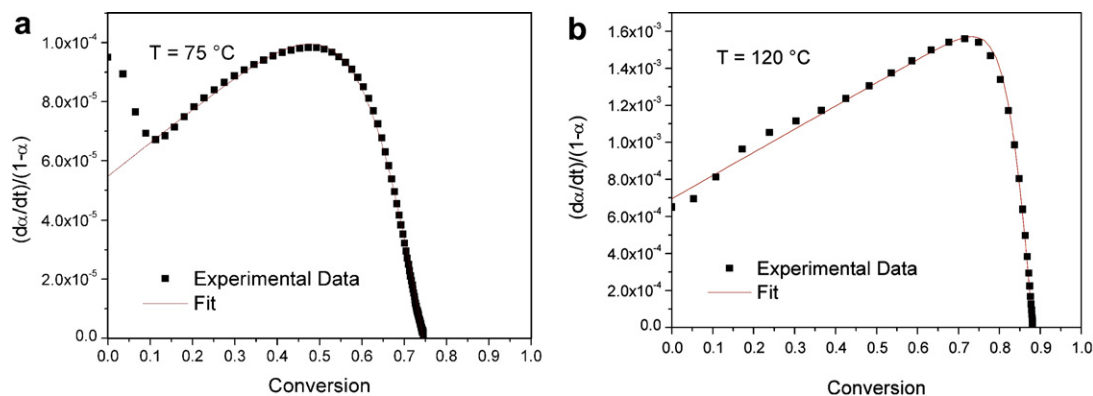 a
T = 75 °C
1.0x10⁻⁴
8.0x10⁻⁵
6.0x10⁻⁵
4.0x10⁻⁵
2.0x10⁻⁵
0.0
(dα/dt)/(1-α)
Experimental Data
Fit
0.0 0.1 0.2 0.3 0.4 0.5 0.6 0.7 0.8 0.9 1.0
Conversion
b
T = 120 °C
1.6x10⁻³
1.4x10⁻³
1.2x10⁻³
1.0x10⁻³
8.0x10⁻⁴
6.0x10⁻⁴
4.0x10⁻⁴
2.0x10⁻⁴
0.0
(dα/dt)/(1-α)
Experimental Data
Fit
0.0 0.1 0.2 0.3 0.4 0.5 0.6 0.7 0.8 0.9 1.0
Conversion